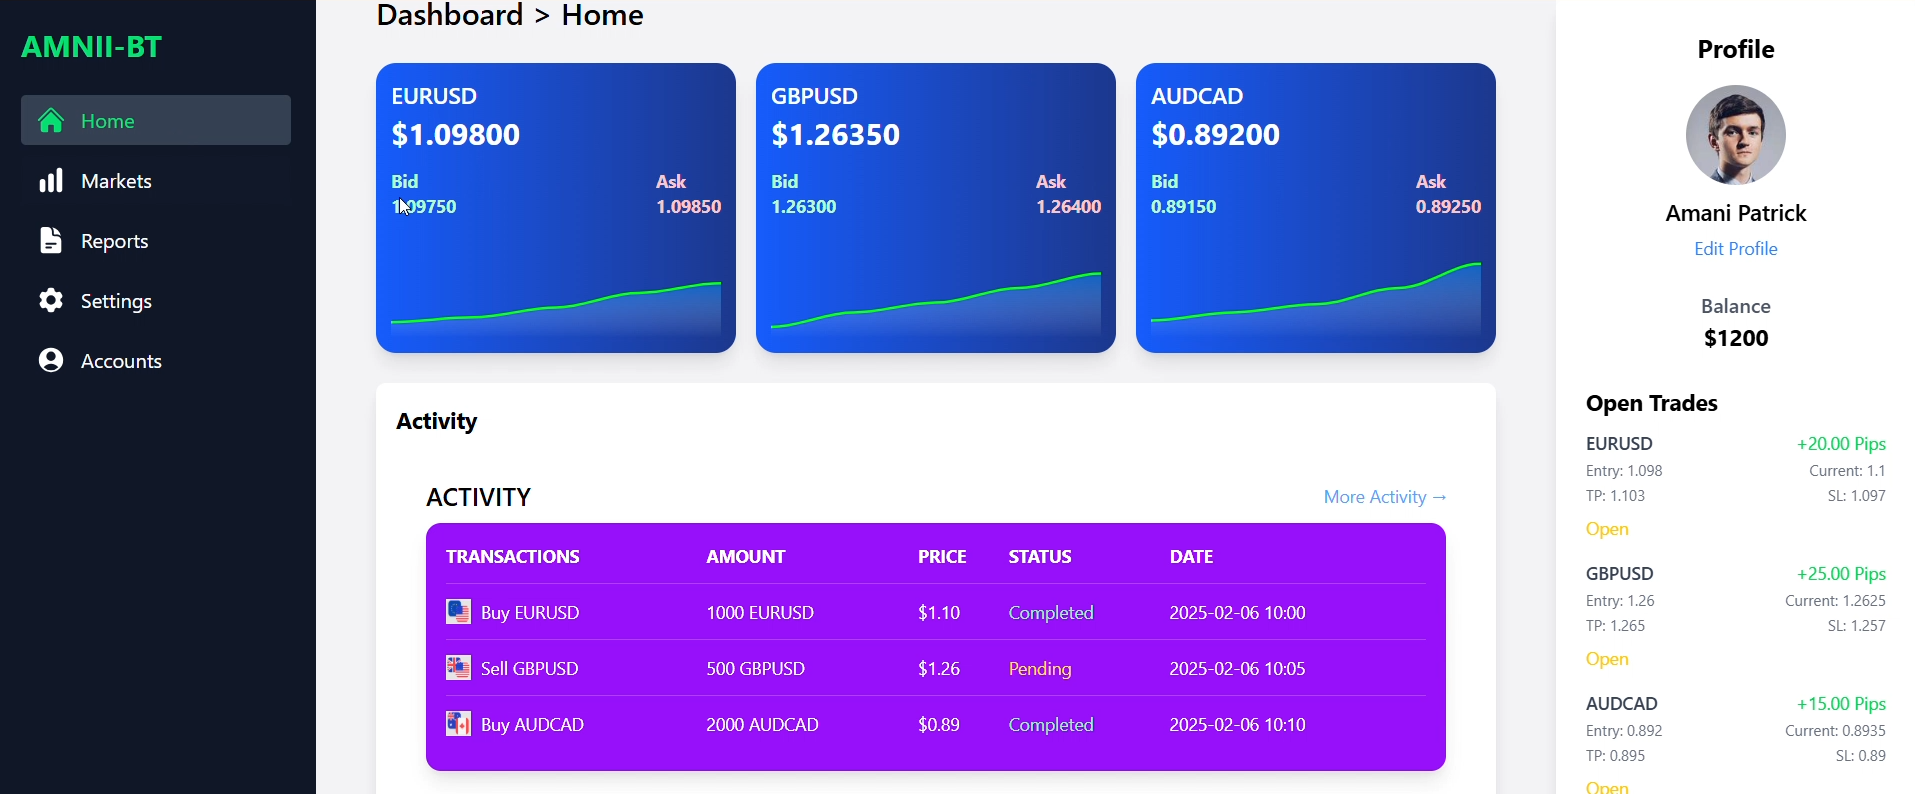 AMNII-BT
Home
Markets
Reports
Settings
Accounts
Dashboard > Home
EURUSD
$1.09800
Bid Ask
1.09750 1.09850
GBPUSD
$1.26350
Bid Ask
1.26300 1.26400
AUDCAD
$0.89200
Bid Ask
0.89150 0.89250
Activity
ACTIVITY More Activity →
TRANSACTIONS AMOUNT PRICE STATUS DATE
Buy EURUSD 1000 EURUSD $1.10 Completed 2025-02-06 10:00
Sell GBPUSD 500 GBPUSD $1.26 Pending 2025-02-06 10:05
Buy AUDCAD 2000 AUDCAD $0.89 Completed 2025-02-06 10:10
Profile
Amani Patrick
Edit Profile
Balance
$1200
Open Trades
EURUSD +20.00 Pips
Entry: 1.098 Current: 1.1
TP: 1.103 SL: 1.097
Open
GBPUSD +25.00 Pips
Entry: 1.26 Current: 1.2625
TP: 1.265 SL: 1.257
Open
AUDCAD +15.00 Pips
Entry: 0.892 Current: 0.8935
TP: 0.895 SL: 0.89
Open